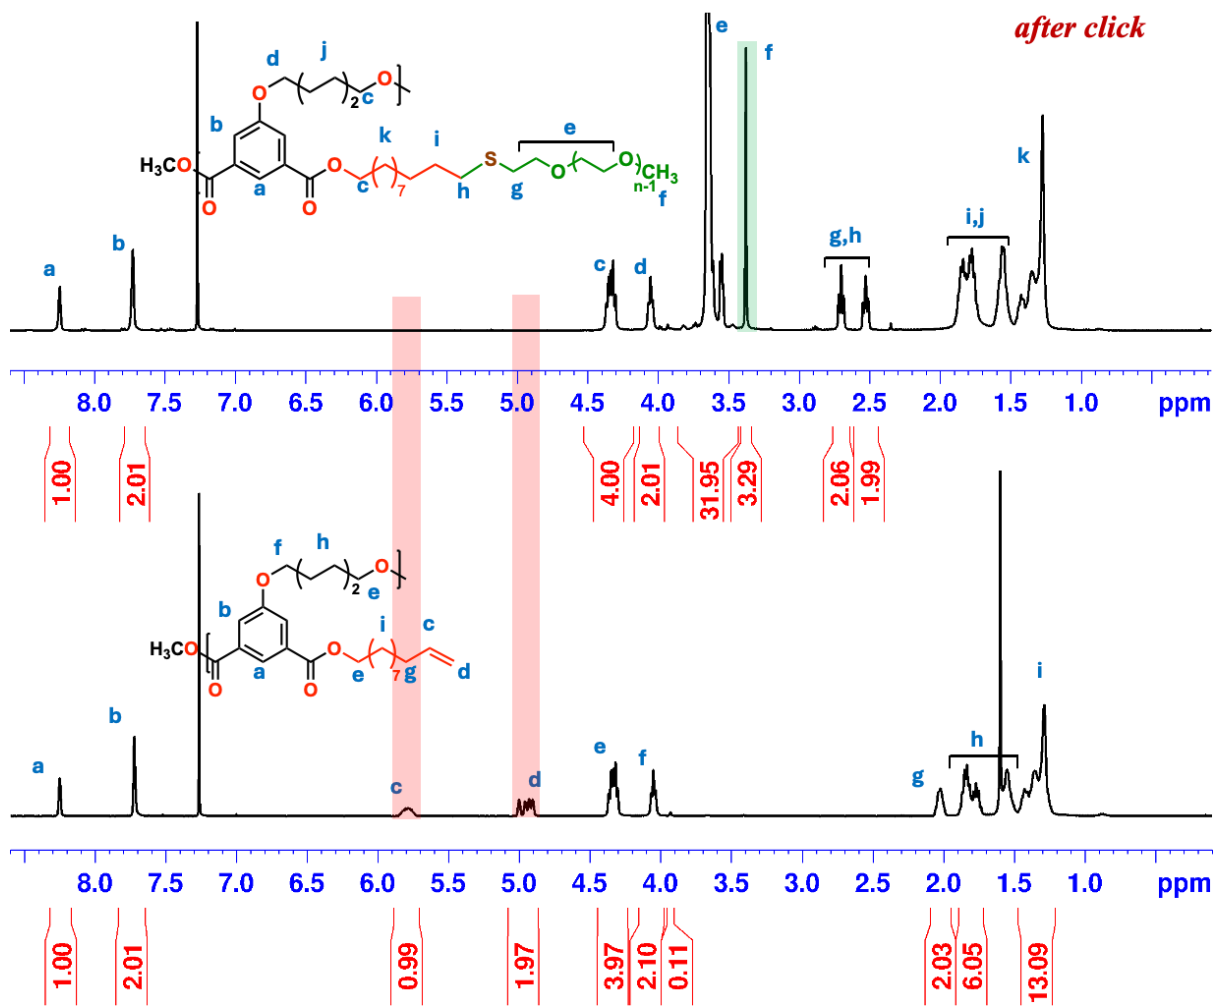 after click
j
e
f
d
O
O
2
c
k
b
e
k
i
i,j
g,h
S
H₃CO
O
O
O
CH₃
n-1
b
a
c
7
h
g
f
c
d
a
O
O
8.0 7.5 7.0 6.5 6.0 5.5 5.0 4.5 4.0 3.5 3.0 2.5 2.0 1.5 1.0 ppm
1.00 2.01 4.00 2.01 31.95 3.29 2.06 1.99
f
h
O
O
2
e
b
i
c
i
H₃CO
O
h
a
e
7
g
d
b
e
f
g
a
O
O
c
d
8.0 7.5 7.0 6.5 6.0 5.5 5.0 4.5 4.0 3.5 3.0 2.5 2.0 1.5 1.0 ppm
1.00 2.01 0.99 1.97 3.97 2.10 0.11 2.03 6.05 13.09